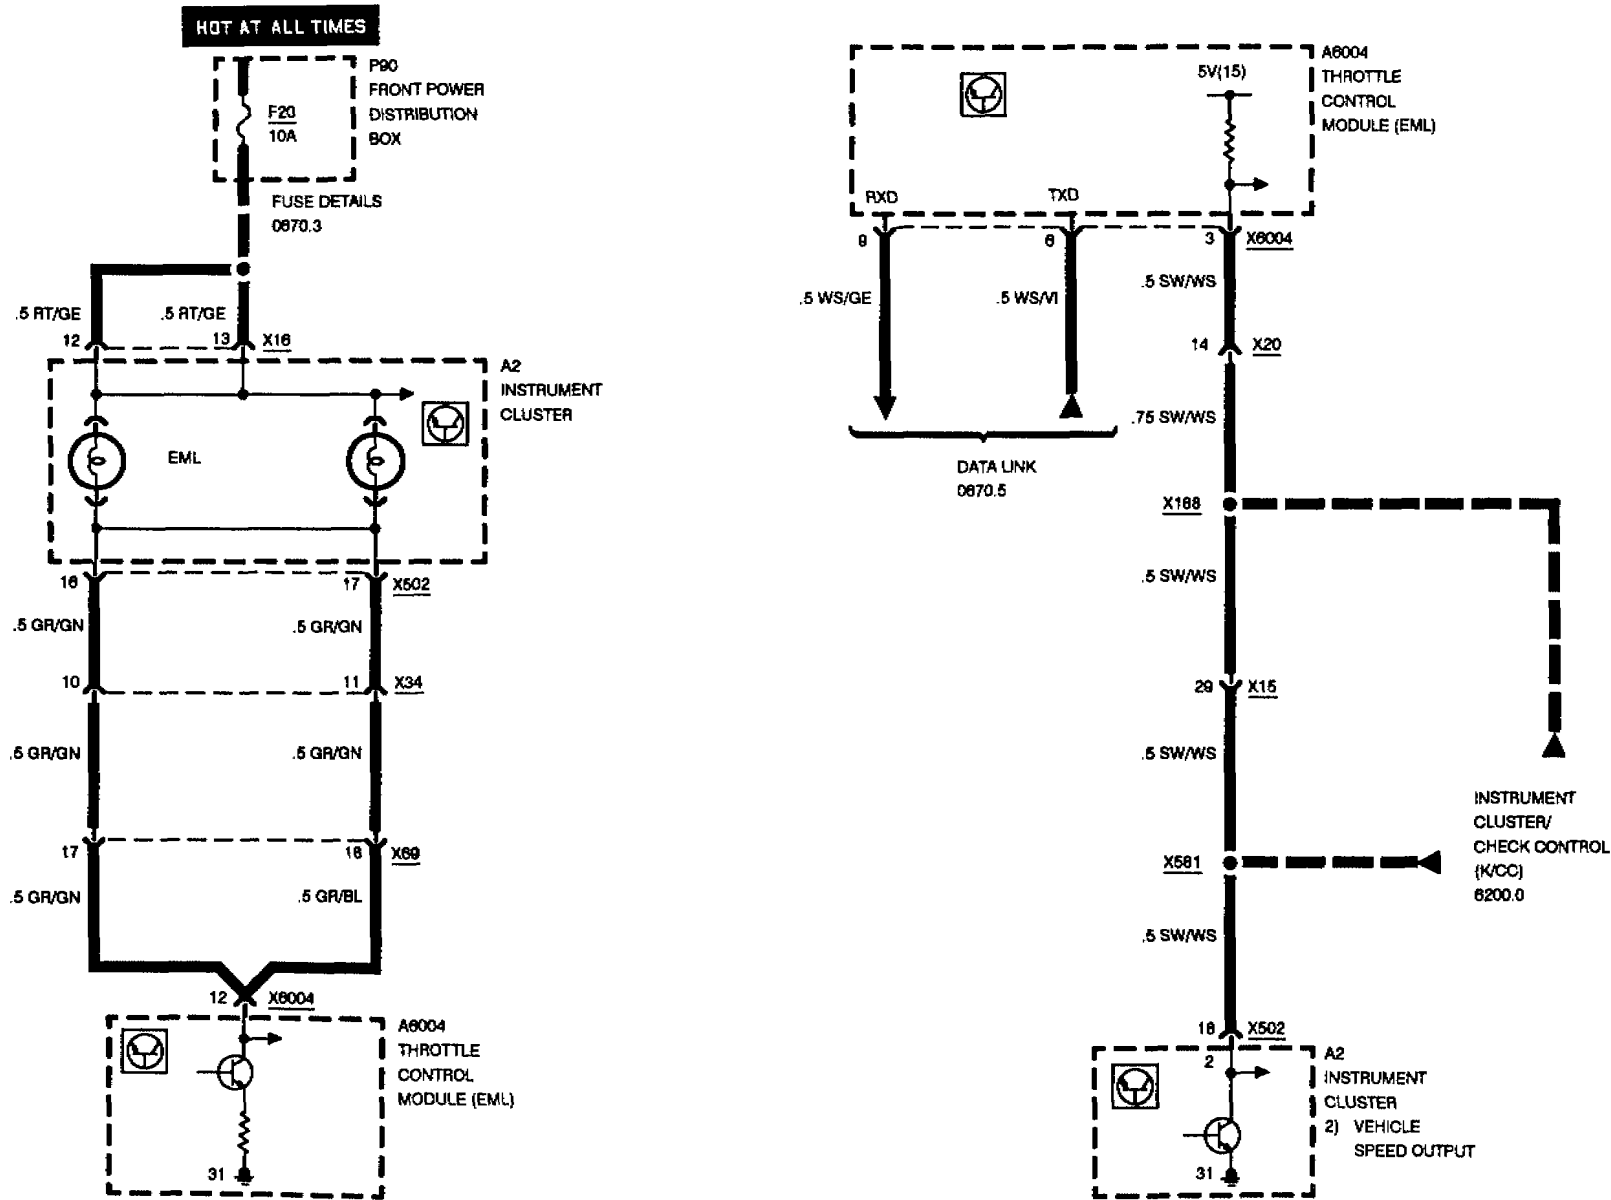 HOT AT ALL TIMES
P90
FRONT POWER
DISTRIBUTION
BOX
F20
10A
FUSE DETAILS
0670.3
.5 RT/GE
.5 RT/GE
12
13
X16
A2
INSTRUMENT
CLUSTER
EML
16
17
X502
.5 GR/GN
.5 GR/GN
10
11
X34
.5 GR/GN
.5 GR/GN
17
18
X69
.5 GR/GN
.5 GR/BL
12
X6004
A6004
THROTTLE
CONTROL
MODULE (EML)
31
A6004
THROTTLE
CONTROL
MODULE (EML)
5V(15)
RXD
TXD
9
6
3
X6004
.5 WS/GE
.5 WS/VI
.5 SW/WS
14
X20
.75 SW/WS
DATA LINK
0670.5
X188
.5 SW/WS
29
X15
.5 SW/WS
INSTRUMENT
CLUSTER/
CHECK CONTROL
(K/CC)
6200.0
X581
.5 SW/WS
18
X502
2
A2
INSTRUMENT
CLUSTER
2) VEHICLE
SPEED OUTPUT
31